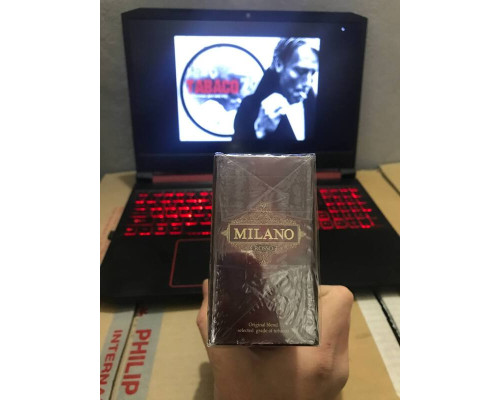 TABACO
MILANO
ROSSO
Original Blend
selected grade of tobacco
PHILIP
INTERNA